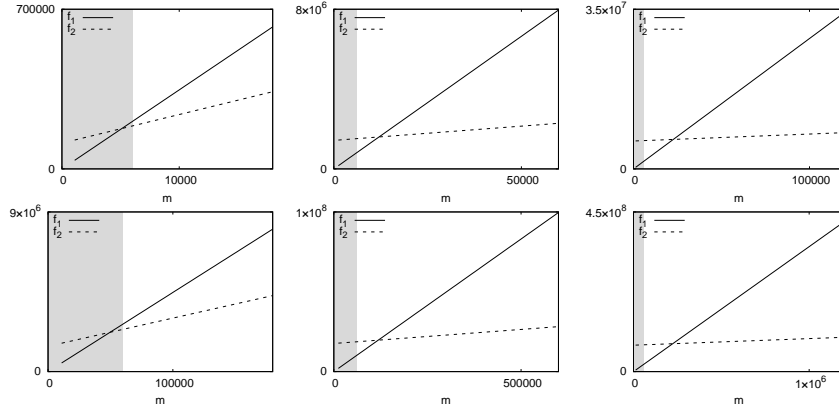 700000
f₁
f₂
0
0
10000
m
8×10⁶
f₁
f₂
0
0
50000
m
3.5×10⁷
f₁
f₂
0
0
100000
m
9×10⁶
f₁
f₂
0
0
100000
m
1×10⁸
f₁
f₂
0
0
500000
m
4.5×10⁸
f₁
f₂
0
0
1×10⁶
m